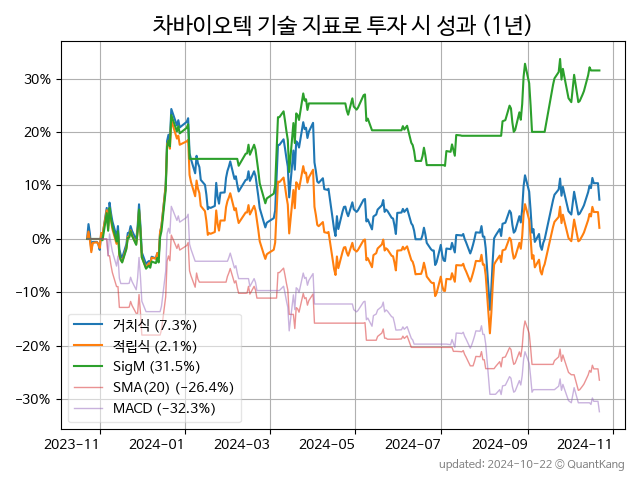 차바이오텍 기술 지표로 투자 시 성과 (1년)
30%
20%
10%
0%
−10%
−20%
−30%
거치식 (7.3%)
적립식 (2.1%)
SigM (31.5%)
SMA(20) (−26.4%)
MACD (−32.3%)
2023-11
2024-01
2024-03
2024-05
2024-07
2024-09
2024-11
updated: 2024-10-22 © QuantKang